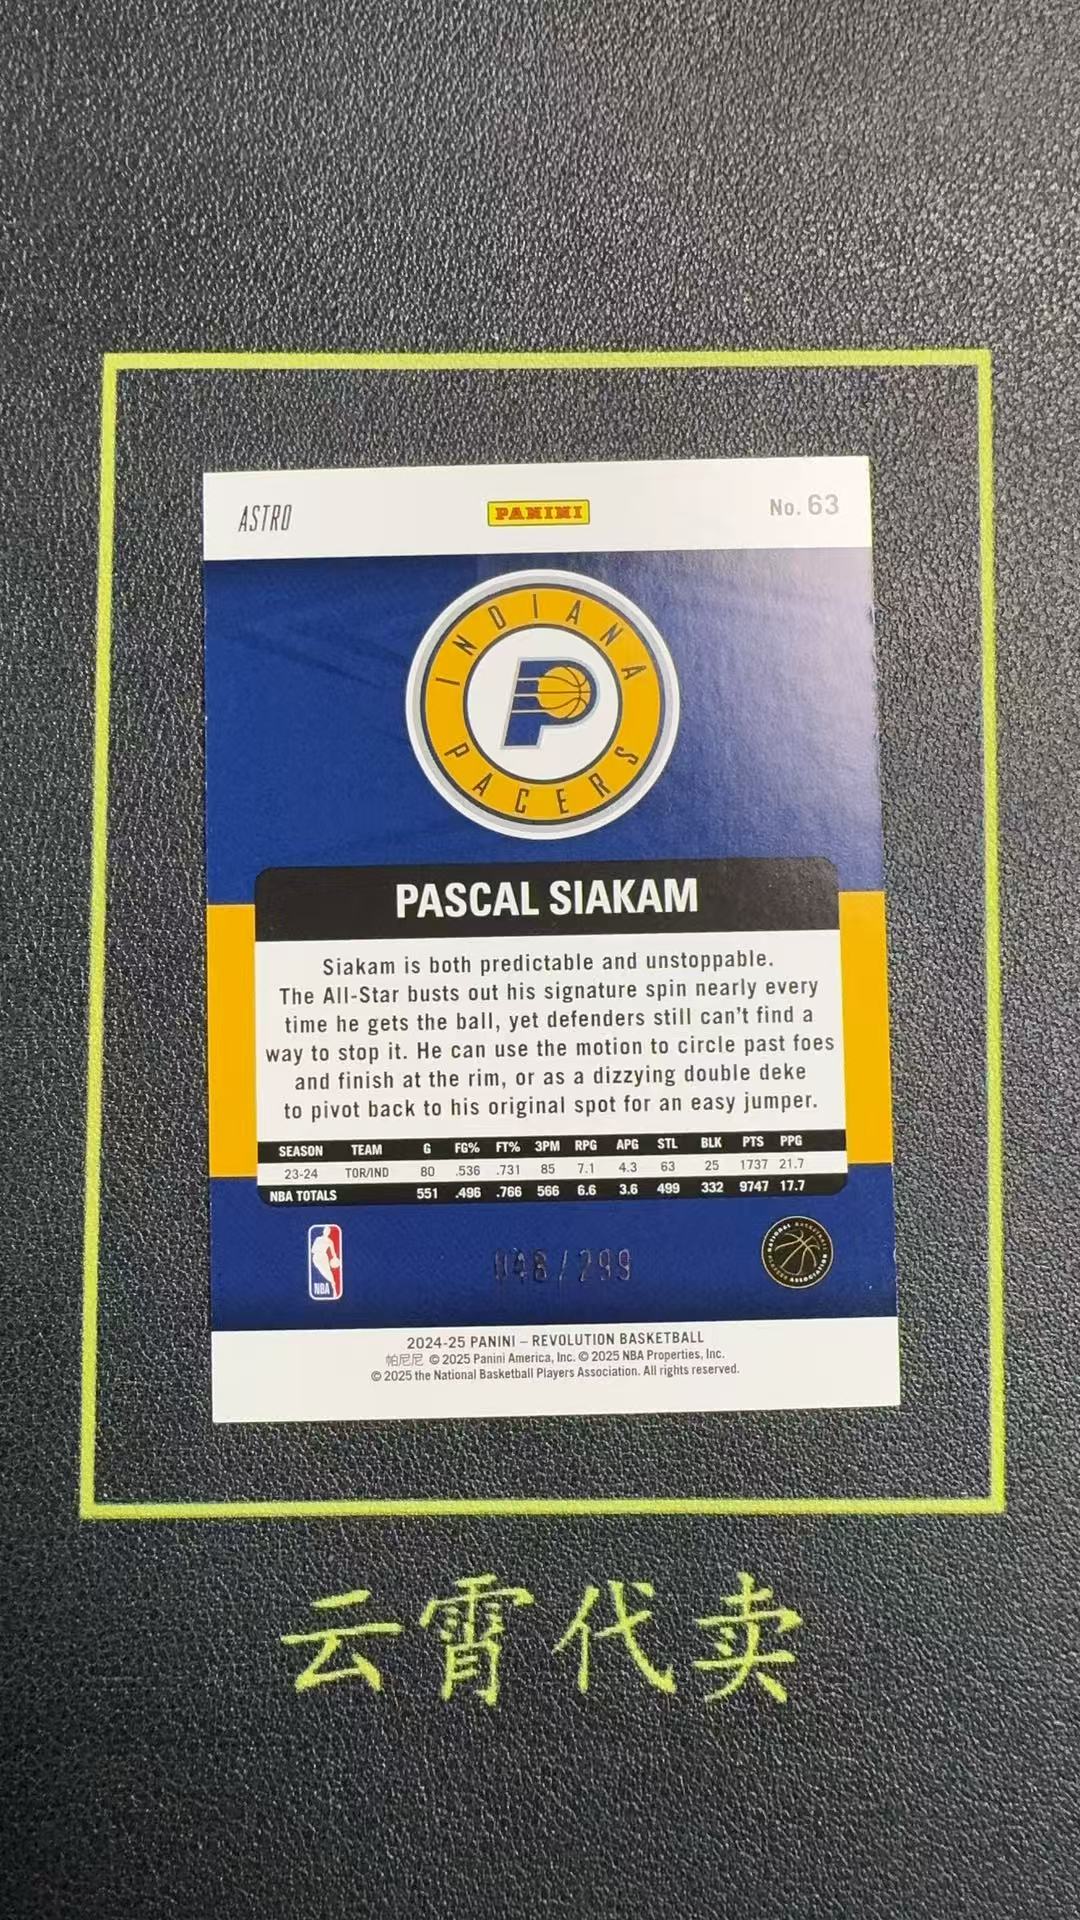 ASTRO
PANINI
No. 63
INDIANA
PACERS
PASCAL SIAKAM
Siakam is both predictable and unstoppable.
The All-Star busts out his signature spin nearly every
time he gets the ball, yet defenders still can't find a
way to stop it. He can use the motion to circle past foes
and finish at the rim, or as a dizzying double deke
to pivot back to his original spot for an easy jumper.
SEASON TEAM G FG% FT% 3PM RPG APG STL BLK PTS PPG
23-24 TOR/IND 80 .536 .731 85 7.1 4.3 63 25 1737 21.7
NBA TOTALS 551 .496 .766 566 6.6 3.6 499 332 9747 17.7
NBA
048/299
NATIONAL BASKETBALL
PLAYERS ASSOCIATION
2024-25 PANINI – REVOLUTION BASKETBALL
帕尼尼 © 2025 Panini America, Inc. © 2025 NBA Properties, Inc.
© 2025 the National Basketball Players Association. All rights reserved.
云霄代卖